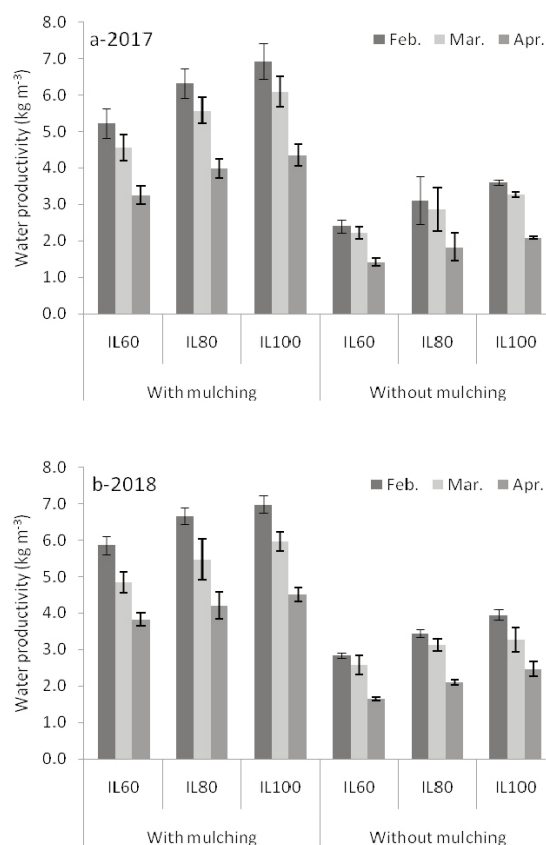 a-2017
Feb. Mar. Apr.
Water productivity (kg m⁻³)
8.0
7.0
6.0
5.0
4.0
3.0
2.0
1.0
0.0
IL60 IL80 IL100 IL60 IL80 IL100
With mulching Without mulching
b-2018
Feb. Mar. Apr.
Water productivity (kg m⁻³)
8.0
7.0
6.0
5.0
4.0
3.0
2.0
1.0
0.0
IL60 IL80 IL100 IL60 IL80 IL100
With mulching Without mulching